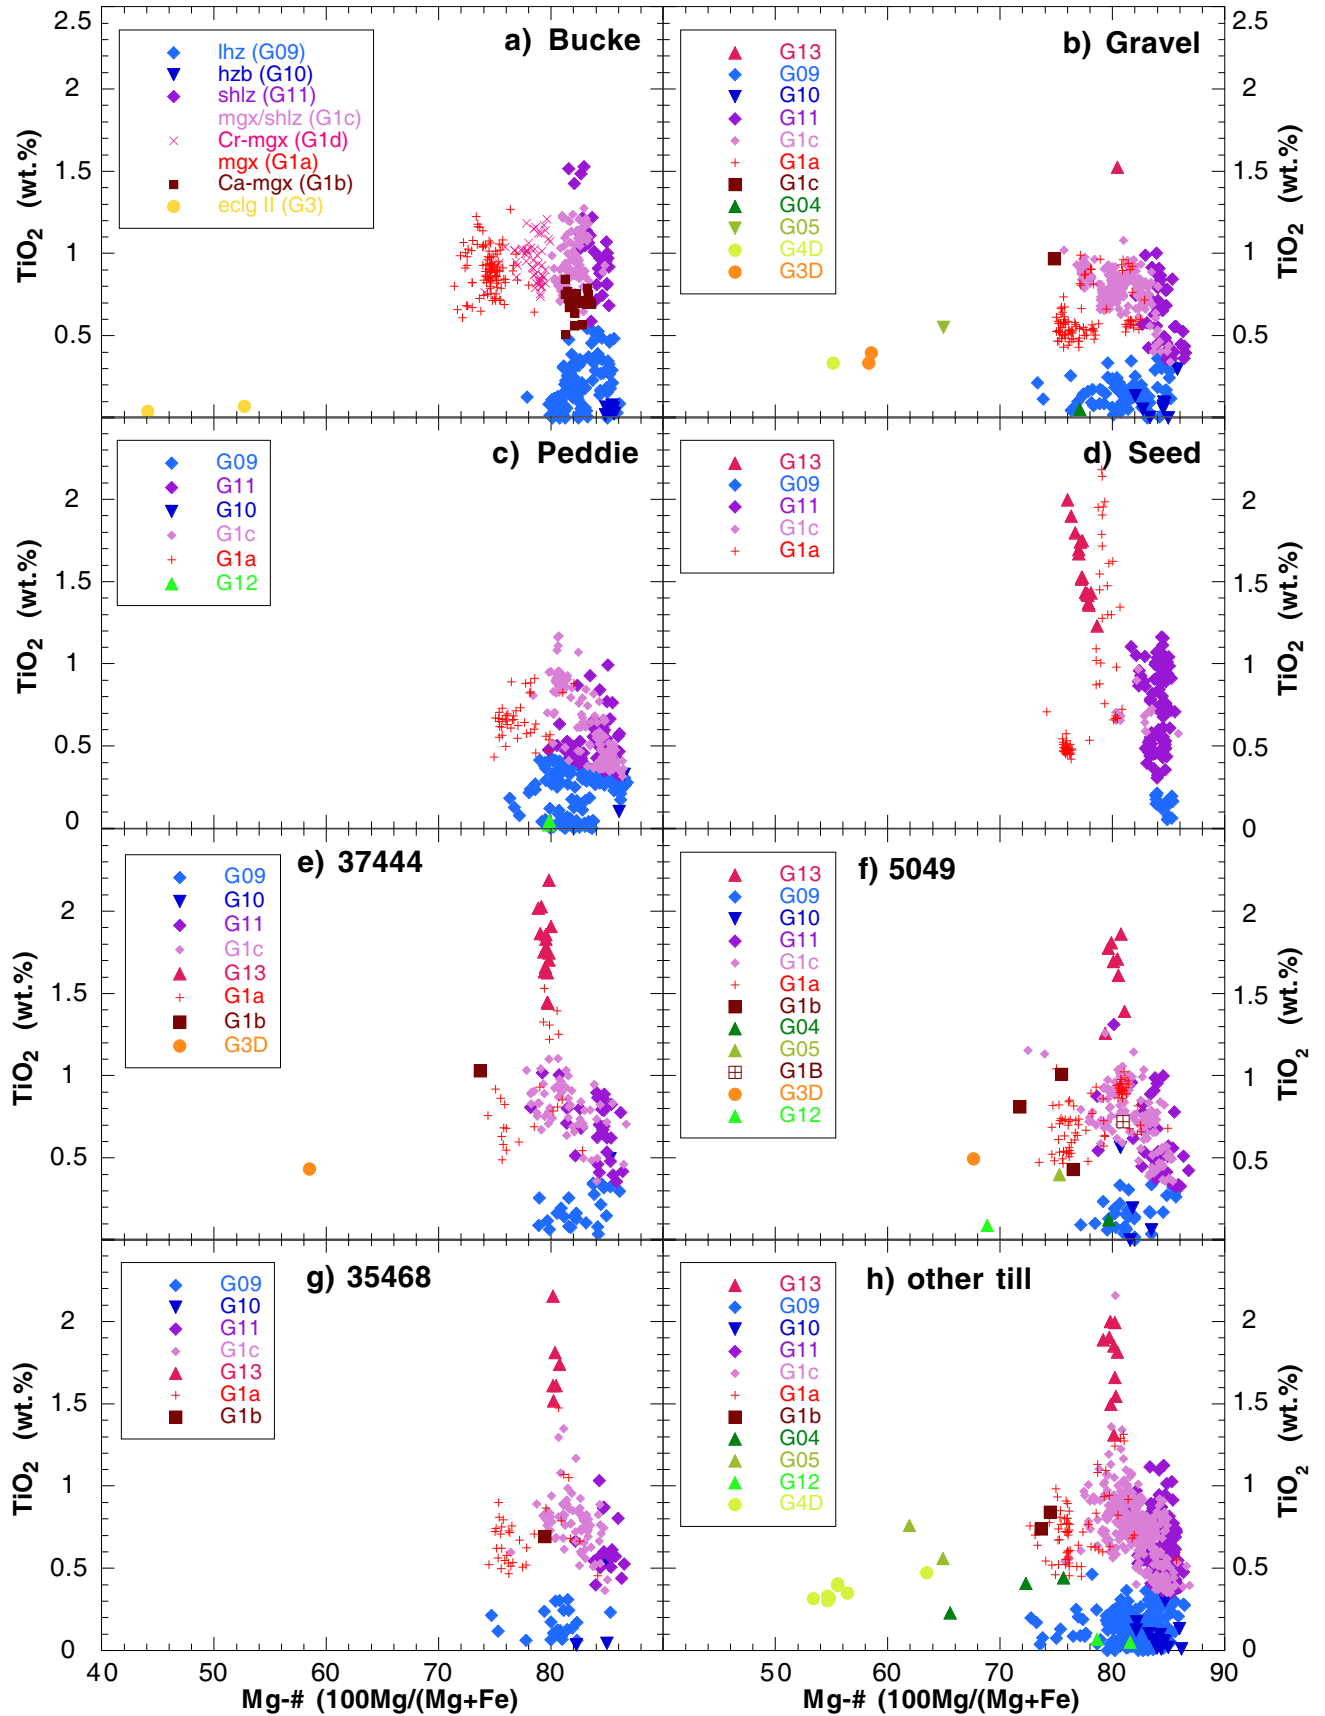 a) Bucke
lhz (G09)
hzb (G10)
shlz (G11)
mgx/shlz (G1c)
Cr-mgx (G1d)
mgx (G1a)
Ca-mgx (G1b)
eclg II (G3)
2.5
2
1.5
1
0.5
TiO2 (wt.%)
b) Gravel
G13
G09
G10
G11
G1c
G1a
G1c
G04
G05
G4D
G3D
2.5
2
1.5
1
0.5
TiO2 (wt.%)
c) Peddie
G09
G11
G10
G1c
G1a
G12
2
1.5
1
0.5
0
TiO2 (wt.%)
d) Seed
G13
G09
G11
G1c
G1a
2
1.5
1
0.5
0
TiO2 (wt.%)
e) 37444
G09
G10
G11
G1c
G13
G1a
G1b
G3D
2
1.5
1
0.5
TiO2 (wt.%)
f) 5049
G13
G09
G10
G11
G1c
G1a
G1b
G04
G05
G1B
G3D
G12
2
1.5
1
0.5
TiO2 (wt.%)
g) 35468
G09
G10
G11
G1c
G13
G1a
G1b
2
1.5
1
0.5
0
TiO2 (wt.%)
40 50 60 70 80
Mg-# (100Mg/(Mg+Fe)
h) other till
G13
G09
G10
G11
G1c
G1a
G1b
G04
G05
G12
G4D
2
1.5
1
0.5
0
TiO2 (wt.%)
50 60 70 80 90
Mg-# (100Mg/(Mg+Fe)